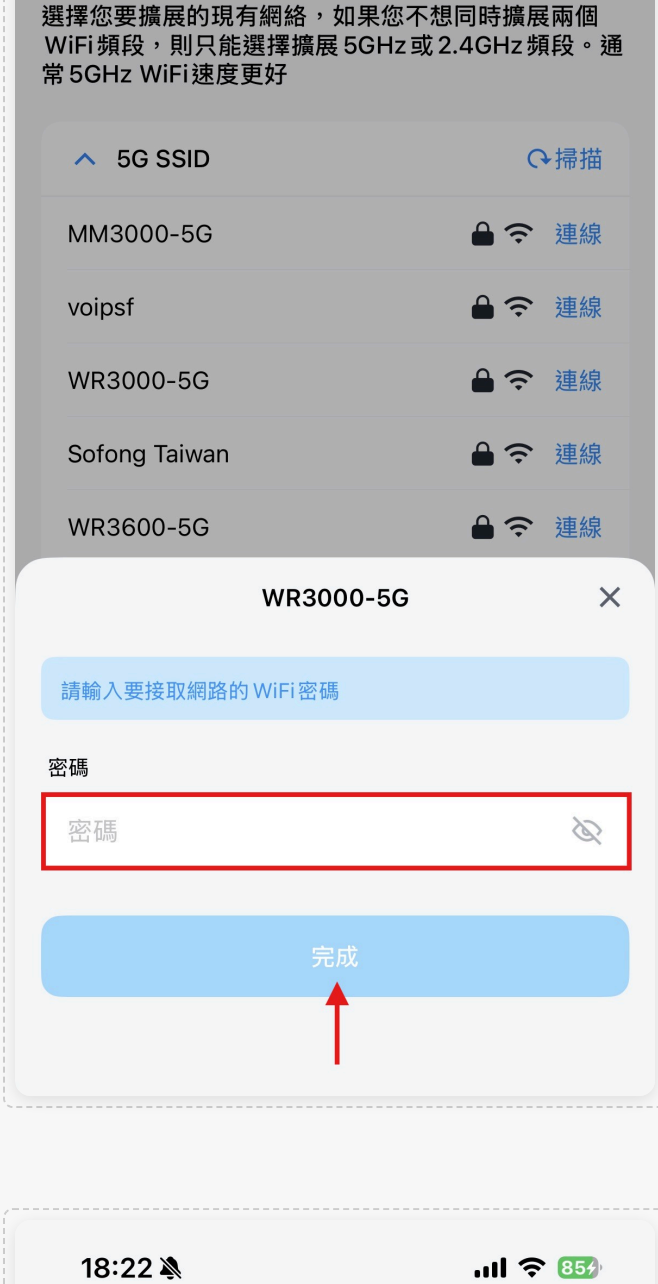 選擇您要擴展的現有網絡，如果您不想同時擴展兩個
WiFi頻段，則只能選擇擴展5GHz或2.4GHz頻段。通
常5GHz WiFi速度更好
5G SSID 掃描
MM3000-5G 連線
voipsf 連線
WR3000-5G 連線
Sofong Taiwan 連線
WR3600-5G 連線
WR3000-5G
請輸入要接取網路的WiFi密碼
密碼
密碼
完成
18:22 85